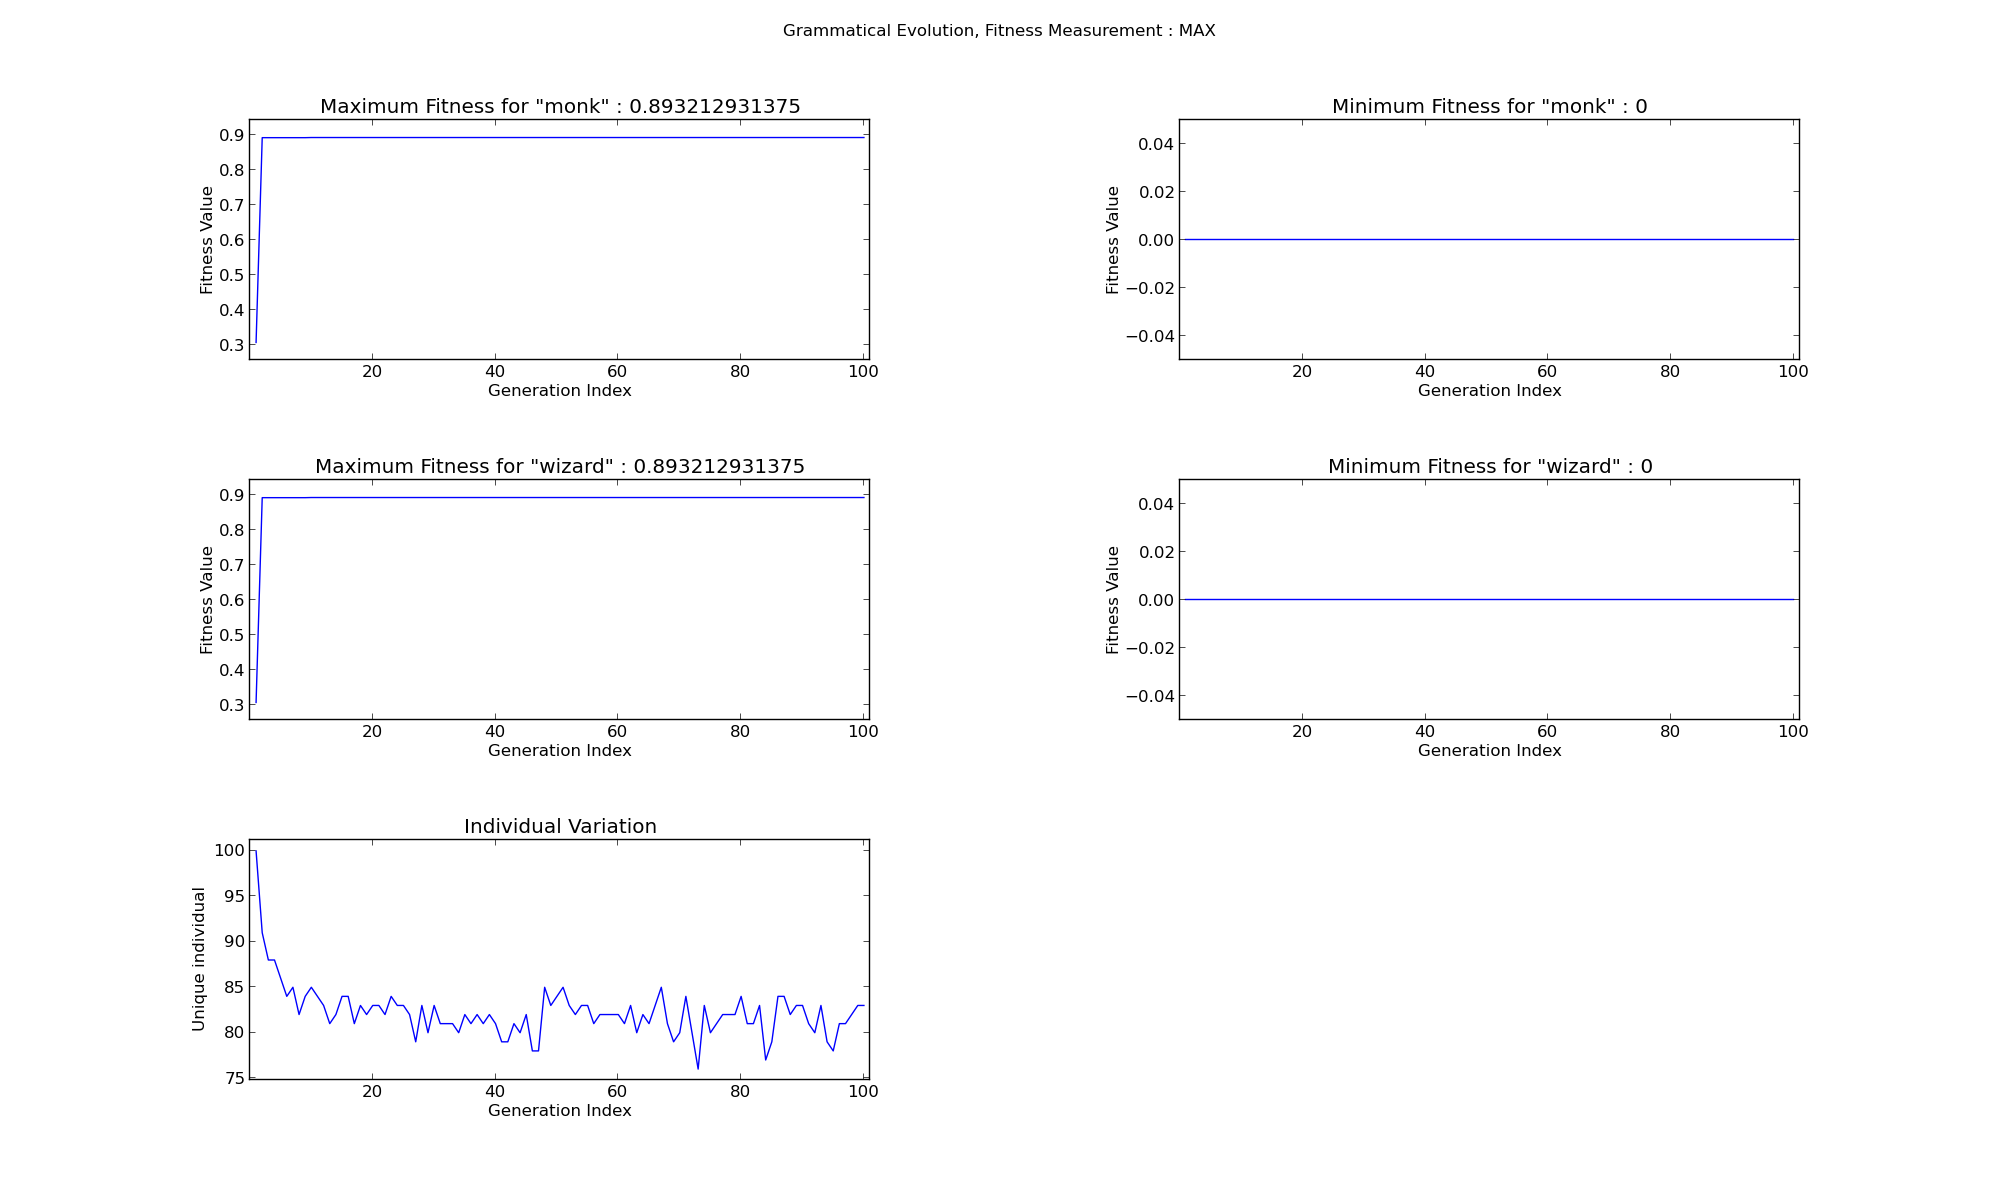 Grammatical Evolution, Fitness Measurement : MAX
Maximum Fitness for "monk" : 0.893212931375
0.9
0.8
0.7
0.6
0.5
0.4
0.3
Fitness Value
20 40 60 80 100
Generation Index
Minimum Fitness for "monk" : 0
0.04
0.02
0.00
−0.02
−0.04
Fitness Value
20 40 60 80 100
Generation Index
Maximum Fitness for "wizard" : 0.893212931375
0.9
0.8
0.7
0.6
0.5
0.4
0.3
Fitness Value
20 40 60 80 100
Generation Index
Minimum Fitness for "wizard" : 0
0.04
0.02
0.00
−0.02
−0.04
Fitness Value
20 40 60 80 100
Generation Index
Individual Variation
100
95
90
85
80
75
Unique individual
20 40 60 80 100
Generation Index